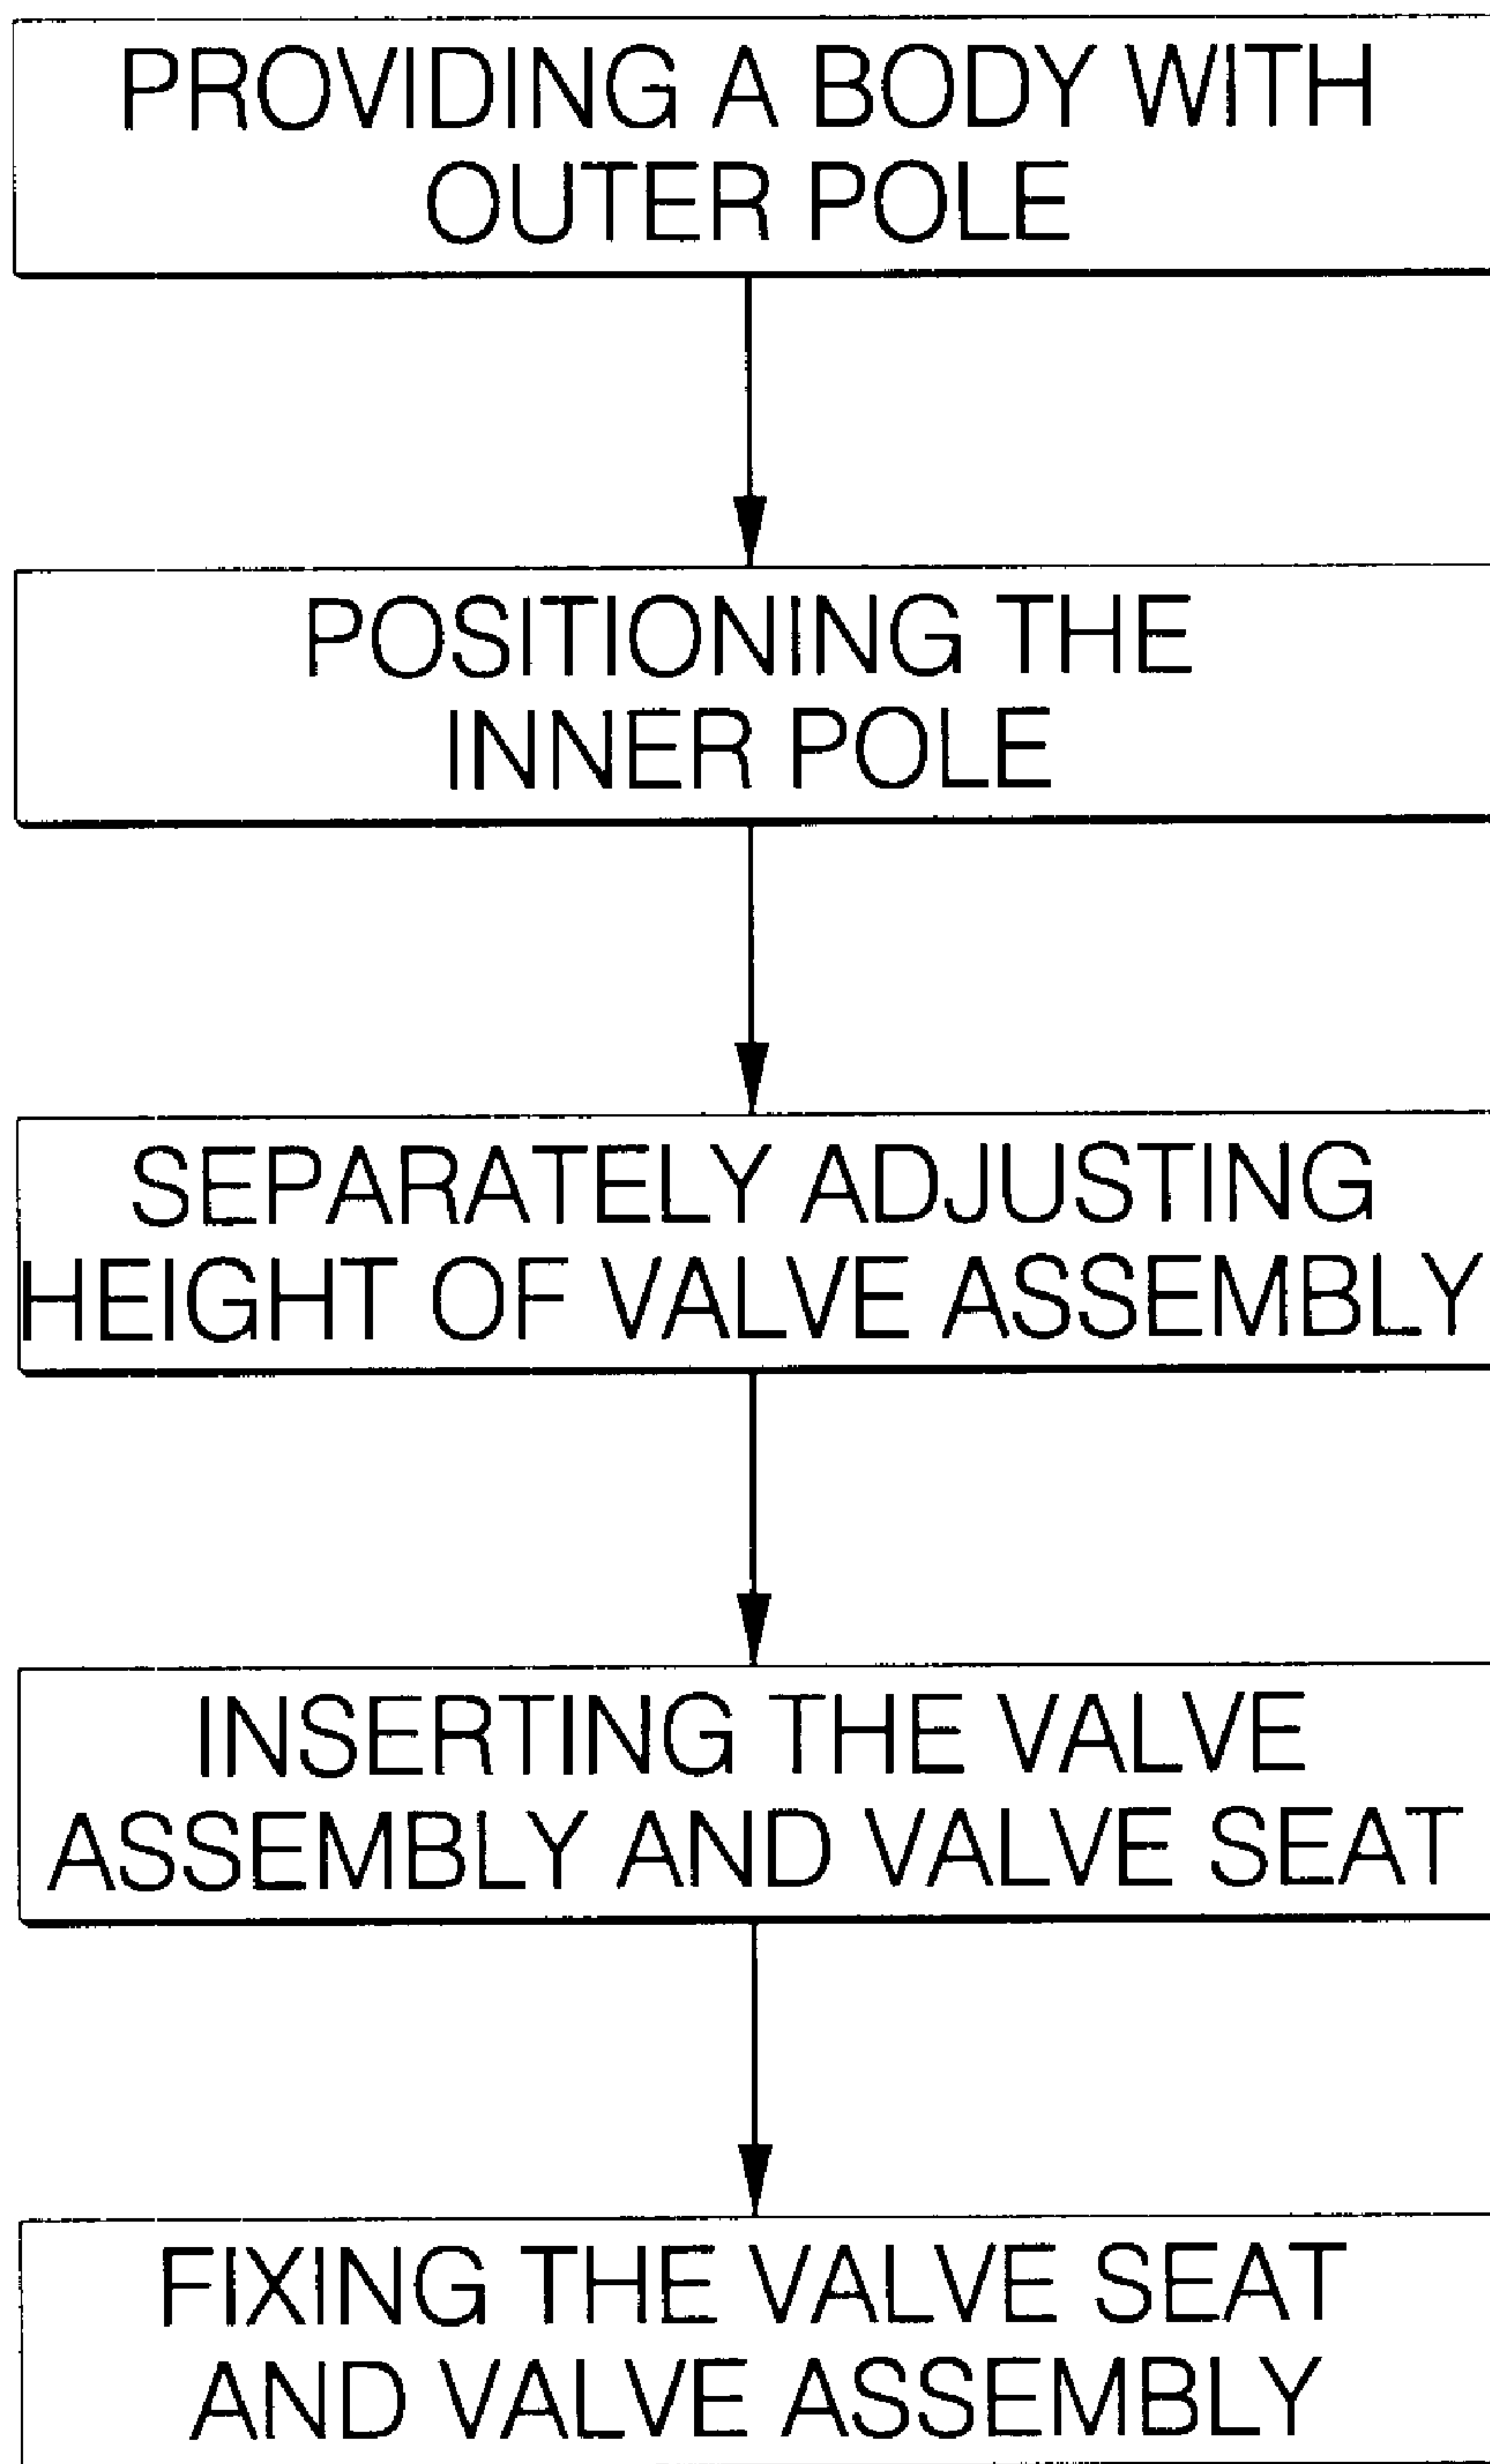 PROVIDING A BODY WITH
OUTER POLE
POSITIONING THE
INNER POLE
SEPARATELY ADJUSTING
HEIGHT OF VALVE ASSEMBLY
INSERTING THE VALVE
ASSEMBLY AND VALVE SEAT
FIXING THE VALVE SEAT
AND VALVE ASSEMBLY